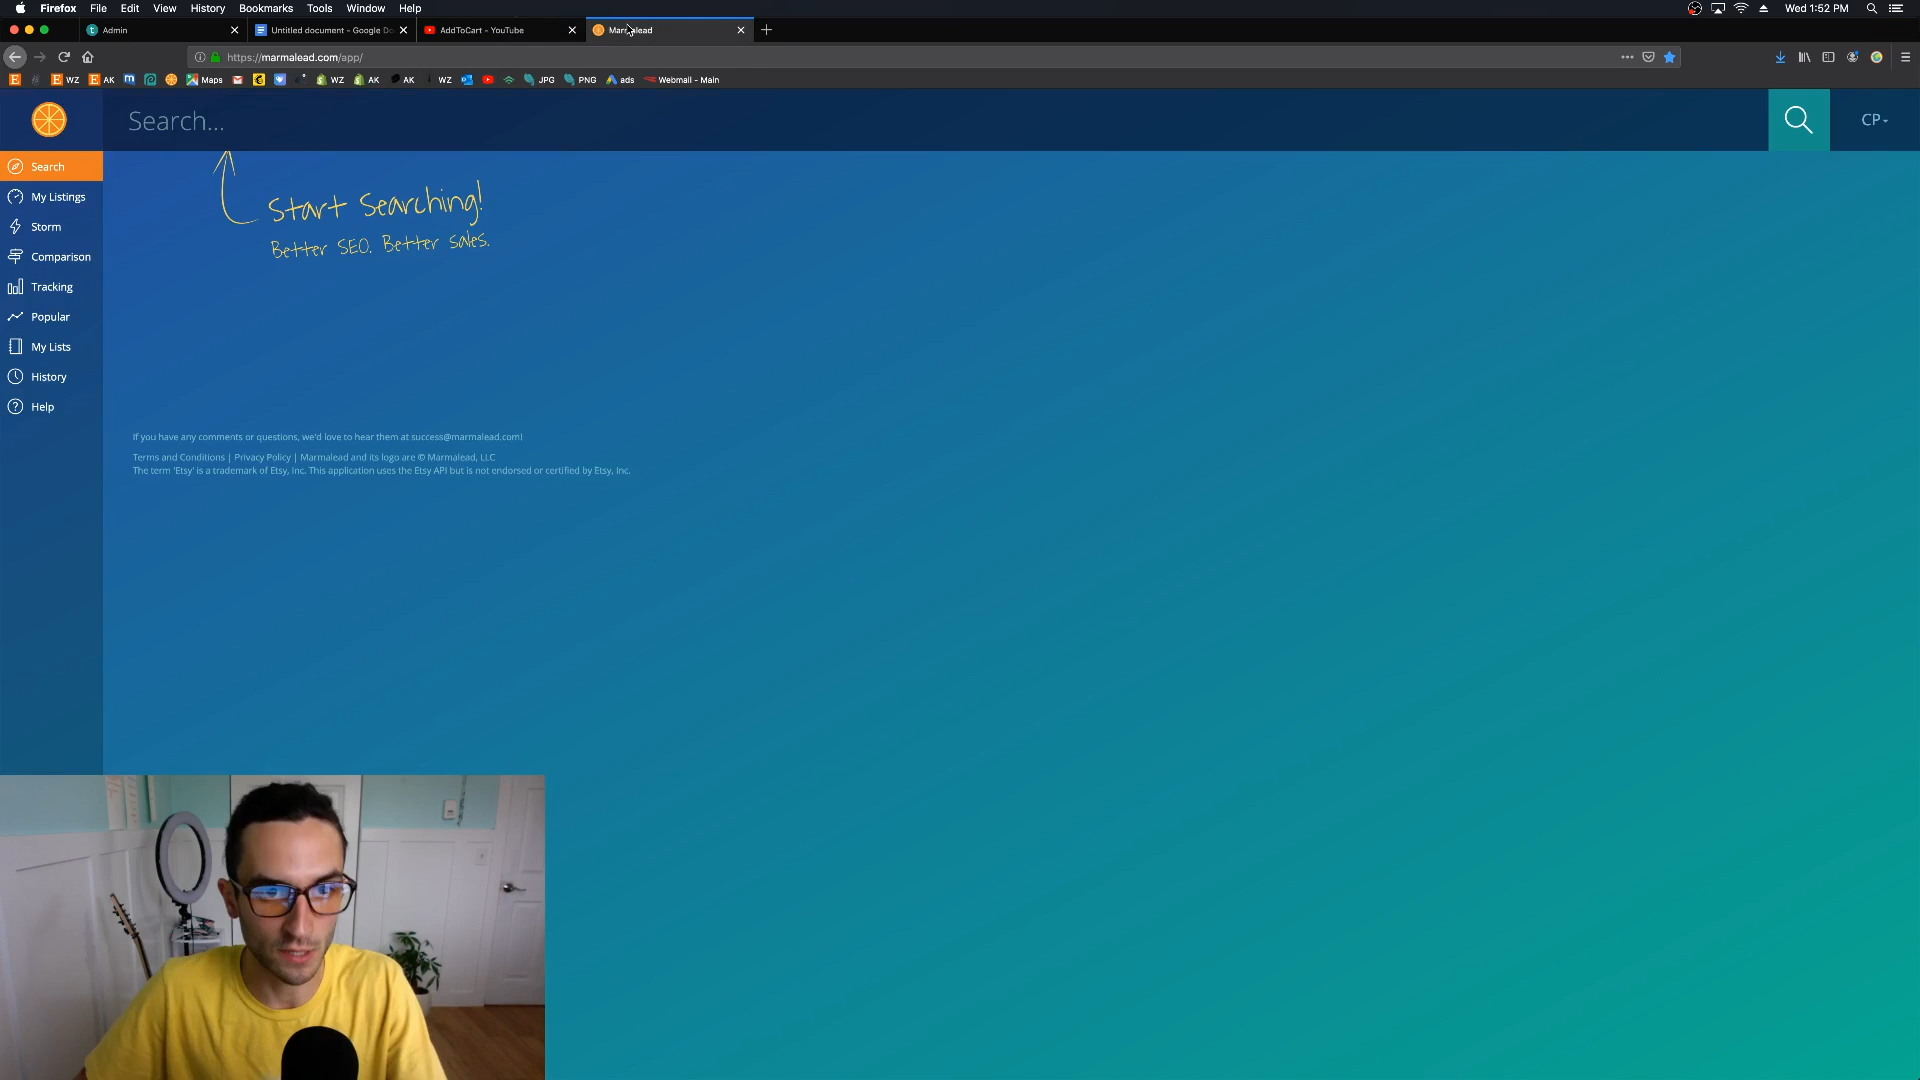 Firefox File Edit View History Bookmarks Tools Window Help Wed 1:52 PM
Admin Untitled document - Google Do AddToCart - YouTube Marmalead
https://marmalead.com/app/
WZ AK Maps WZ AK AK WZ JPG PNG ads Webmail - Main
Search... CP
Search
My Listings
Storm
Comparison
Tracking
Popular
My Lists
History
Help
Start Searching!
Better SEO. Better sales.
If you have any comments or questions, we'd love to hear them at success@marmalead.com!
Terms and Conditions | Privacy Policy | Marmalead and its logo are © Marmalead, LLC
The term 'Etsy' is a trademark of Etsy, Inc. This application uses the Etsy API but is not endorsed or certified by Etsy, Inc.